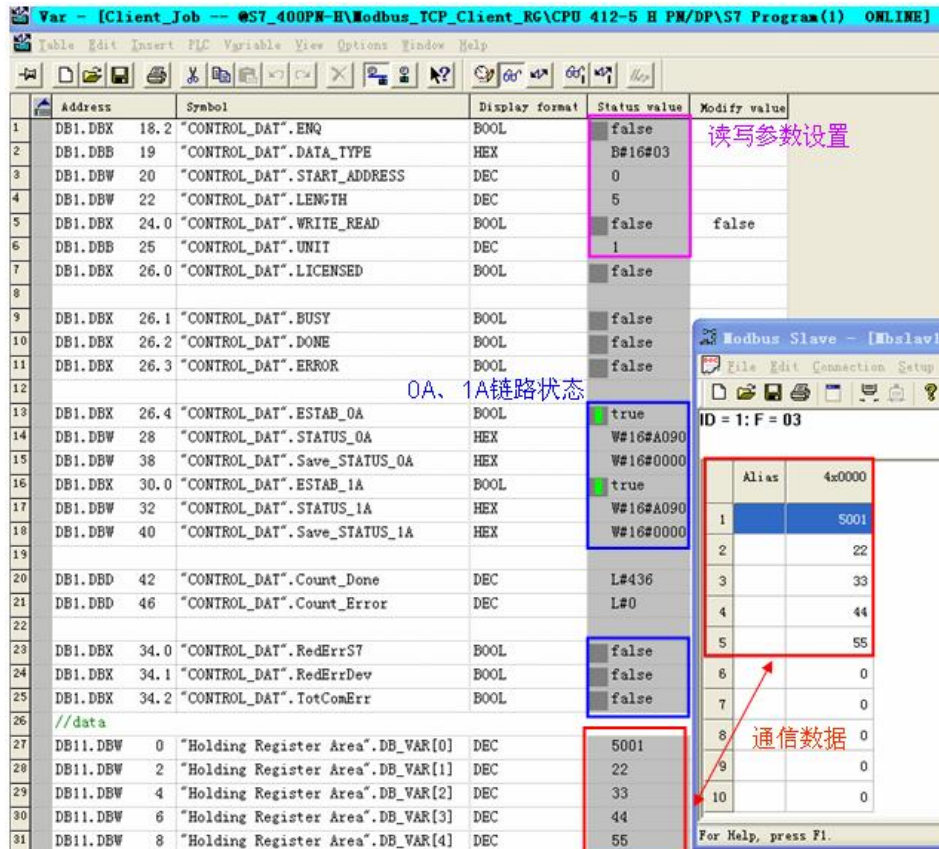 Var - [Client_Job -- @S7_400PN-H\Modbus_TCP_Client_RG\CPU 412-5 H PN/DP\S7 Program(1) ONLINE]
Table Edit Insert PLC Variable View Options Window Help
Address Symbol Display format Status value Modify value
1 DB1.DBX 18.2 "CONTROL_DAT".ENQ BOOL false
读写参数设置
2 DB1.DBB 19 "CONTROL_DAT".DATA_TYPE HEX B#16#03
3 DB1.DBW 20 "CONTROL_DAT".START_ADDRESS DEC 0
4 DB1.DBW 22 "CONTROL_DAT".LENGTH DEC 5
5 DB1.DBX 24.0 "CONTROL_DAT".WRITE_READ BOOL false false
6 DB1.DBB 25 "CONTROL_DAT".UNIT DEC 1
7 DB1.DBX 26.0 "CONTROL_DAT".LICENSED BOOL false
8
9 DB1.DBX 26.1 "CONTROL_DAT".BUSY BOOL false
10 DB1.DBX 26.2 "CONTROL_DAT".DONE BOOL false
11 DB1.DBX 26.3 "CONTROL_DAT".ERROR BOOL false
12
0A、1A链路状态
13 DB1.DBX 26.4 "CONTROL_DAT".ESTAB_0A BOOL true
14 DB1.DBW 28 "CONTROL_DAT".STATUS_0A HEX W#16#A090
15 DB1.DBW 38 "CONTROL_DAT".Save_STATUS_0A HEX W#16#0000
16 DB1.DBX 30.0 "CONTROL_DAT".ESTAB_1A BOOL true
17 DB1.DBW 32 "CONTROL_DAT".STATUS_1A HEX W#16#A090
18 DB1.DBW 40 "CONTROL_DAT".Save_STATUS_1A HEX W#16#0000
19
20 DB1.DBD 42 "CONTROL_DAT".Count_Done DEC L#436
21 DB1.DBD 46 "CONTROL_DAT".Count_Error DEC L#0
22
23 DB1.DBX 34.0 "CONTROL_DAT".RedErrS7 BOOL false
24 DB1.DBX 34.1 "CONTROL_DAT".RedErrDev BOOL false
25 DB1.DBX 34.2 "CONTROL_DAT".TotComErr BOOL false
26 //data
27 DB11.DBW 0 "Holding Register Area".DB_VAR[0] DEC 5001
28 DB11.DBW 2 "Holding Register Area".DB_VAR[1] DEC 22
29 DB11.DBW 4 "Holding Register Area".DB_VAR[2] DEC 33
30 DB11.DBW 6 "Holding Register Area".DB_VAR[3] DEC 44
31 DB11.DBW 8 "Holding Register Area".DB_VAR[4] DEC 55
Modbus Slave - [Mbslav1
File Edit Connection Setup
ID = 1: F = 03
Alias 4x0000
1 5001
2 22
3 33
4 44
5 55
6 0
7 0
8 0
通信数据
9 0
10 0
For Help, press F1.